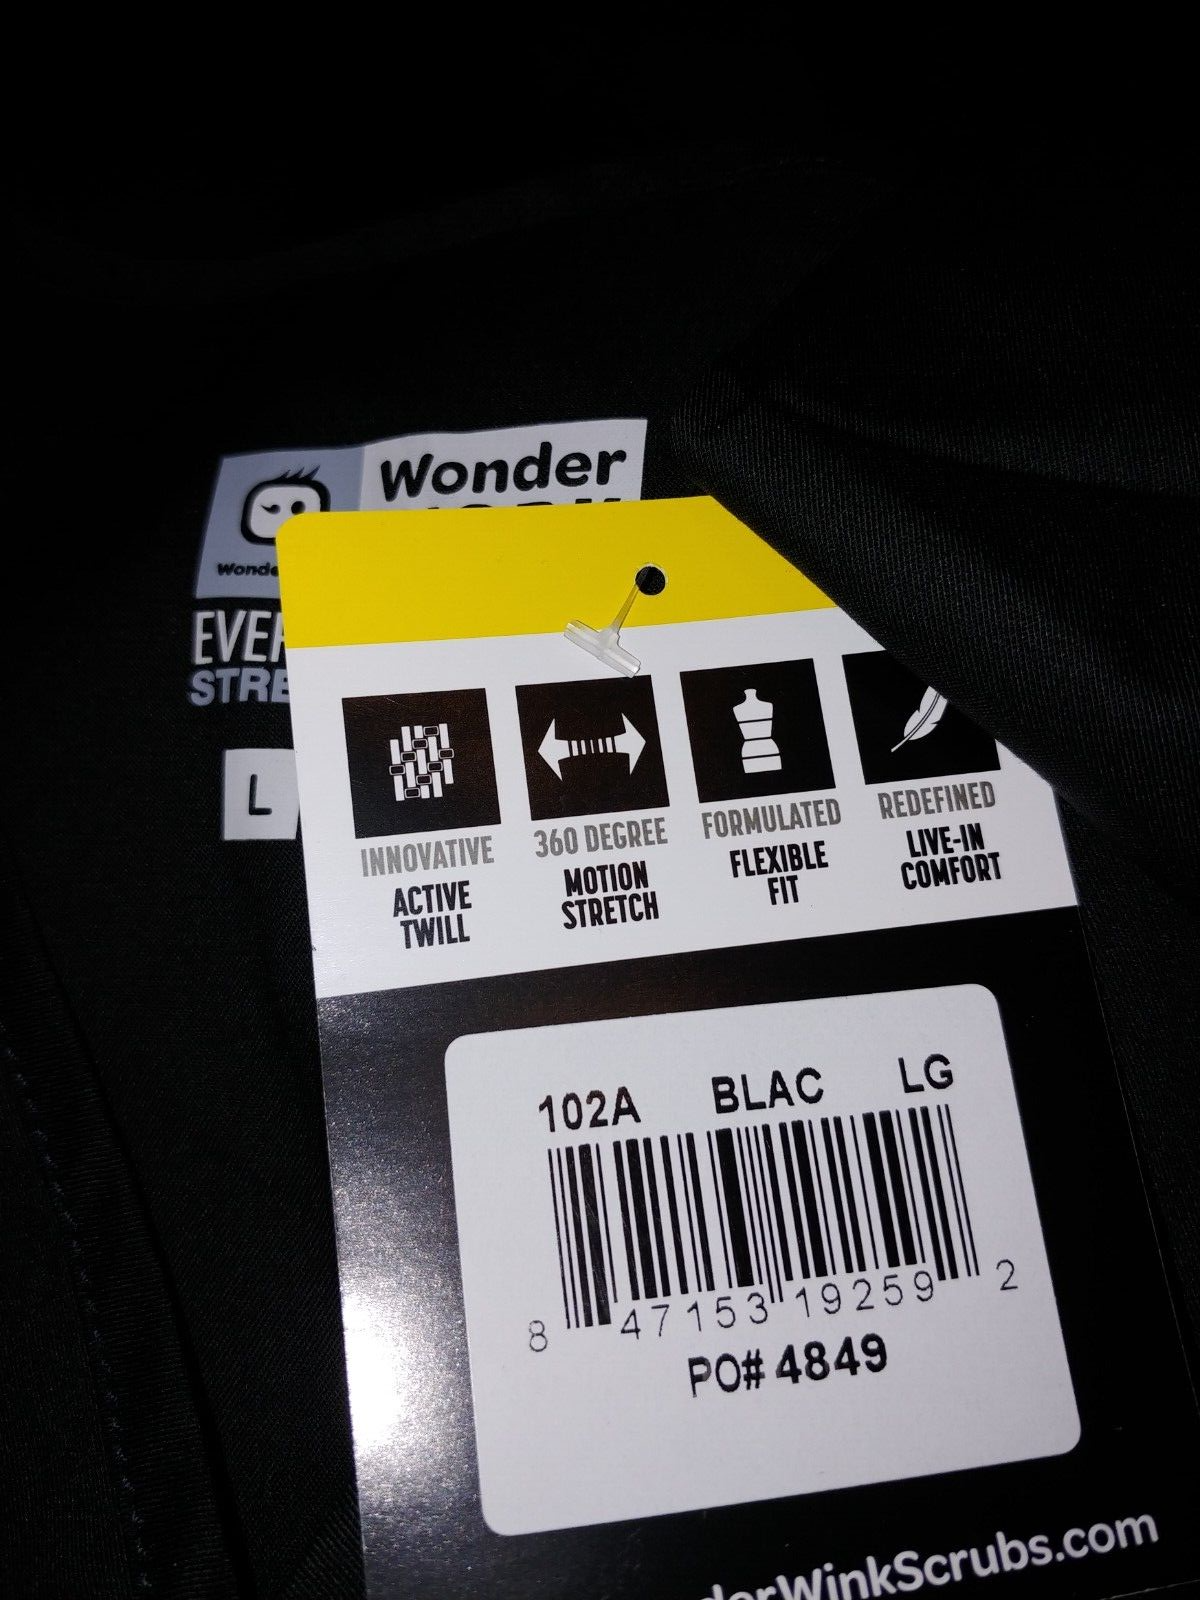 Wonder
Wonde
EVER
STRE
L
INNOVATIVE
ACTIVE
TWILL
360 DEGREE
MOTION
STRETCH
FORMULATED
FLEXIBLE
FIT
REDEFINED
LIVE-IN
COMFORT
102A BLAC LG
8 47153 19259 2
PO# 4849
derWinkScrubs.com